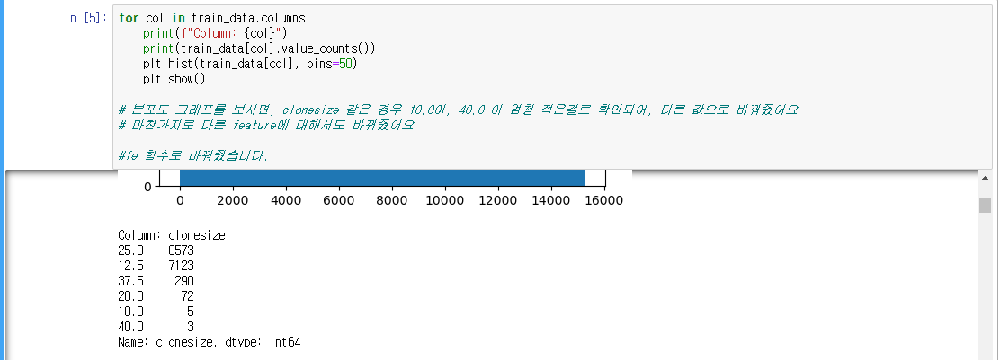 In [5]: for col in train_data.columns:
print(f"Column: {col}")
print(train_data[col].value_counts())
plt.hist(train_data[col], bins=50)
plt.show()
# 분포도 그래프를 보시면, clonesize 같은 경우 10.0이, 40.0 이 엄청 적은걸로 확인되어, 다른 값으로 바꿔줬어요
# 마찬가지로 다른 feature에 대해서도 바꿔줬어요
#fe 함수로 바꿔줬습니다.
0
0 2000 4000 6000 8000 10000 12000 14000 16000
Column: clonesize
25.0 8573
12.5 7123
37.5 290
20.0 72
10.0 5
40.0 3
Name: clonesize, dtype: int64